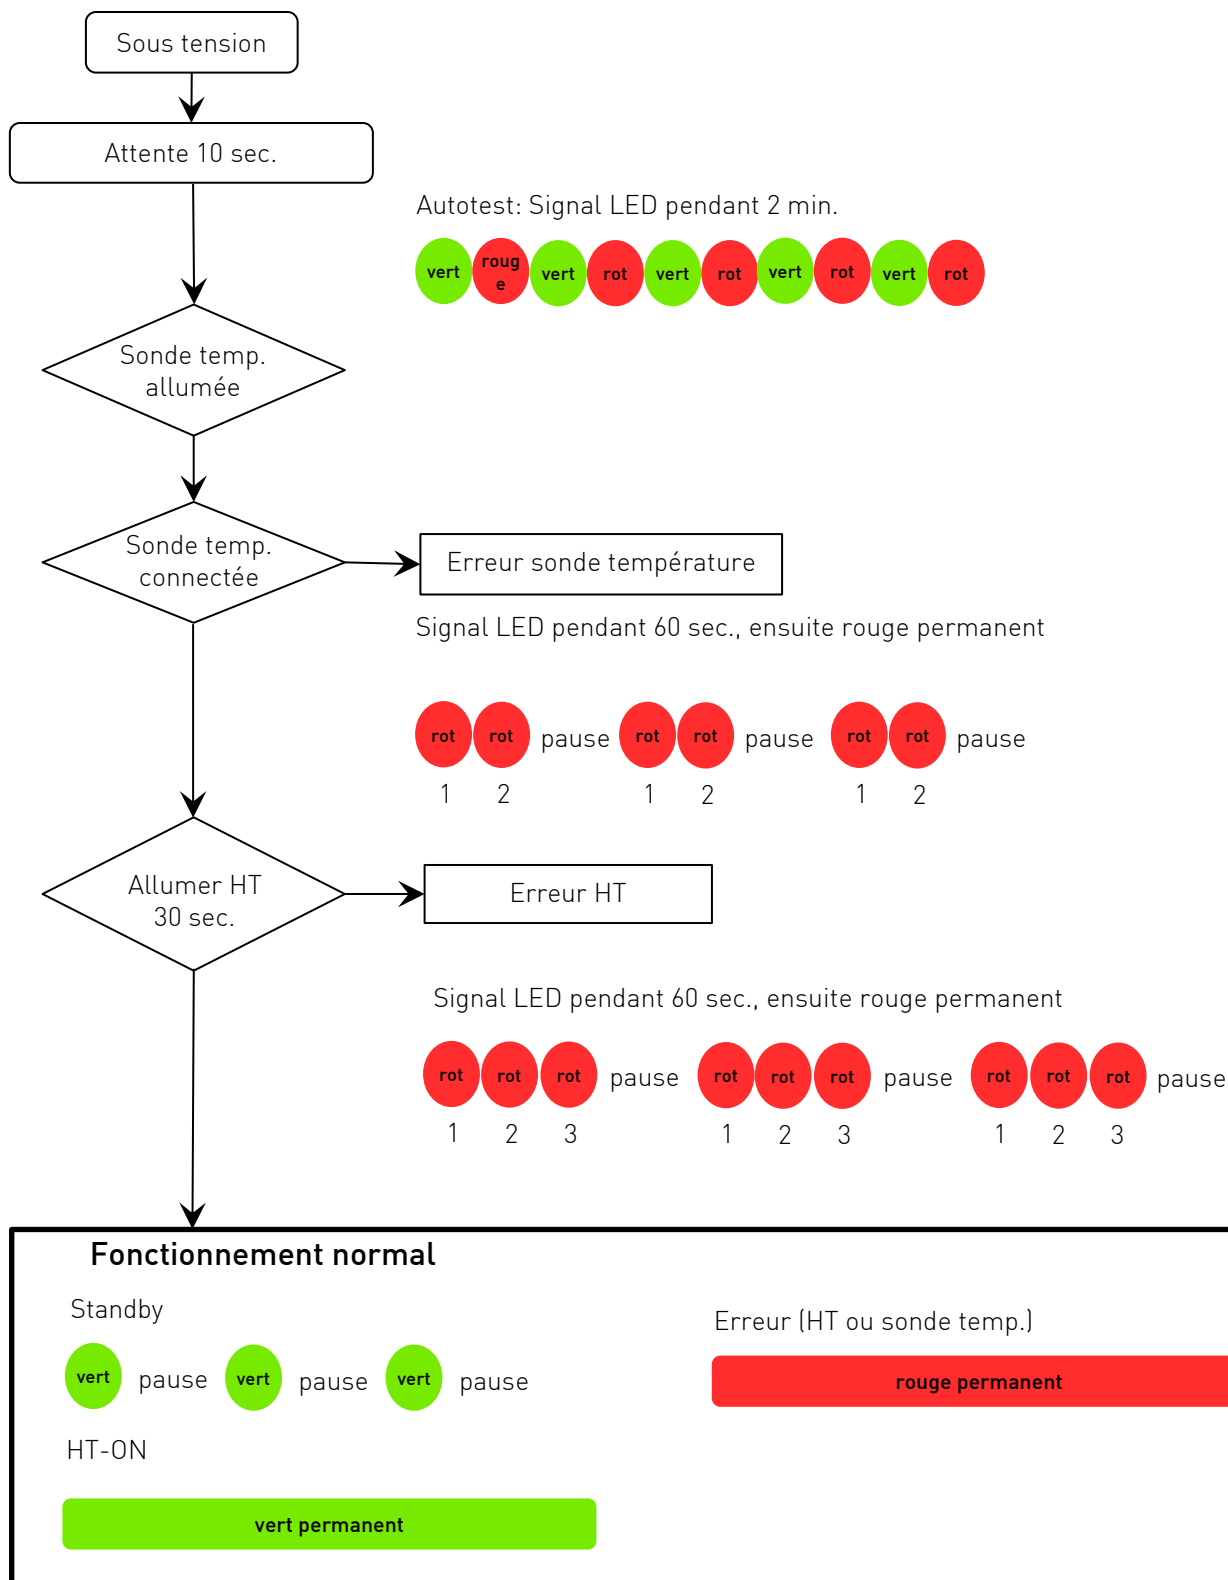 Sous tension
Attente 10 sec.
Autotest: Signal LED pendant 2 min.
vert roug e vert rot vert rot vert rot vert rot
Sonde temp.
allumée
Sonde temp.
connectée
Erreur sonde température
Signal LED pendant 60 sec., ensuite rouge permanent
rot rot pause rot rot pause rot rot pause
1 2 1 2 1 2
Allumer HT
30 sec.
Erreur HT
Signal LED pendant 60 sec., ensuite rouge permanent
rot rot rot pause rot rot rot pause rot rot rot pause
1 2 3 1 2 3 1 2 3
Fonctionnement normal
Standby
vert pause vert pause vert pause
Erreur (HT ou sonde temp.)
rouge permanent
HT-ON
vert permanent